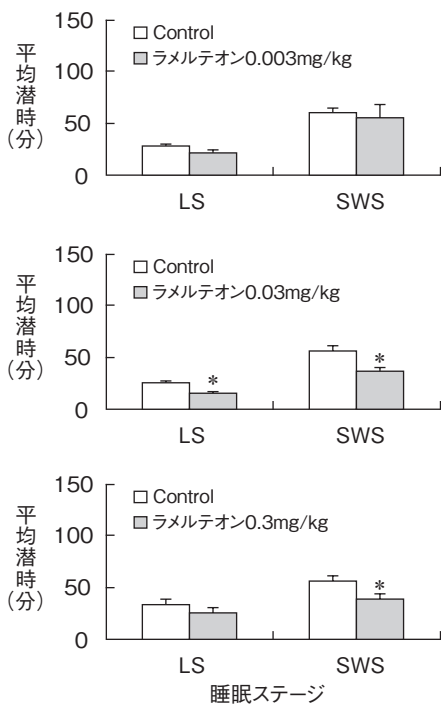 150
100
50
0
平均潜時(分)
Control
ラメルテオン0.003mg/kg
LS SWS
150
100
50
0
平均潜時(分)
Control
ラメルテオン0.03mg/kg
* *
LS SWS
150
100
50
0
平均潜時(分)
Control
ラメルテオン0.3mg/kg
*
LS SWS
睡眠ステージ